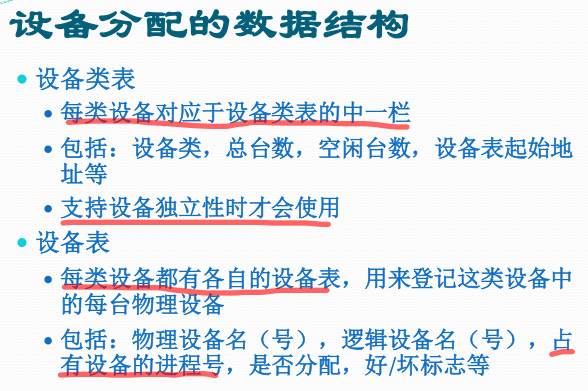 设备分配的数据结构
设备类表
每类设备对应于设备类表的中一栏
包括：设备类，总台数，空闲台数，设备表起始地
址等
支持设备独立性时才会使用
设备表
每类设备都有各自的设备表，用来登记这类设备中
的每台物理设备
包括：物理设备名（号），逻辑设备名（号），占
有设备的进程号，是否分配，好/坏标志等